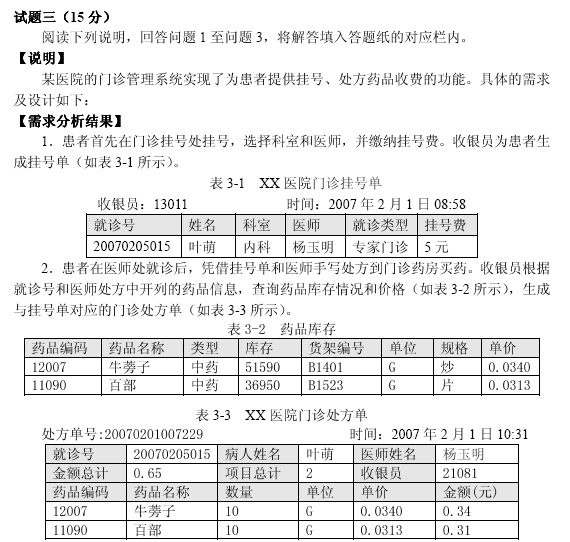 试题三（15 分）
阅读下列说明，回答问题 1 至问题 3，将解答填入答题纸的对应栏内。
【说明】
某医院的门诊管理系统实现了为患者提供挂号、处方药品收费的功能。具体的需求
及设计如下：
【需求分析结果】
1．患者首先在门诊挂号处挂号，选择科室和医师，并缴纳挂号费。收银员为患者生
成挂号单（如表 3-1 所示）。
表 3-1 XX 医院门诊挂号单
收银员：13011 时间：2007 年 2 月 1 日 08:58
就诊号 姓名 科室 医师 就诊类型 挂号费
20070205015 叶萌 内科 杨玉明 专家门诊 5 元
2．患者在医师处就诊后，凭借挂号单和医师手写处方到门诊药房买药。收银员根据
就诊号和医师处方中开列的药品信息，查询药品库存情况和价格（如表 3-2 所示），生成
与挂号单对应的门诊处方单（如表 3-3 所示）。
表 3-2 药品库存
药品编码 药品名称 类型 库存 货架编号 单位 规格 单价
12007 牛蒡子 中药 51590 B1401 G 炒 0.0340
11090 百部 中药 36950 B1523 G 片 0.0313
表 3-3 XX 医院门诊处方单
处方单号:20070201007229 时间：2007 年 2 月 1 日 10:31
就诊号 20070205015 病人姓名 叶萌 医师姓名 杨玉明
金额总计 0.65 项目总计 2 收银员 21081
药品编码 药品名称 数量 单位 单价 金额(元)
12007 牛蒡子 10 G 0.0340 0.34
11090 百部 10 G 0.0313 0.31